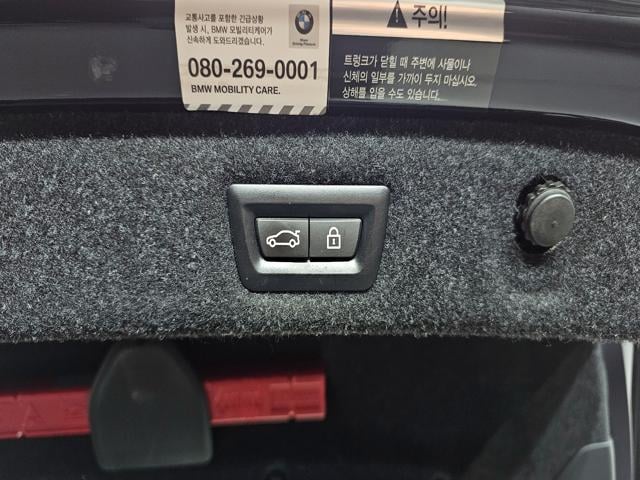 교통사고를 포함한 긴급상황
발생 시, BMW 모빌리티케어가
신속하게 도와드리겠습니다.
080-269-0001
BMW MOBILITY CARE.
BMW
주의!
트렁크가 닫힐 때 주변에 사물이나
신체의 일부를 가까이 두지 마십시오.
상해를 입을 수도 있습니다.